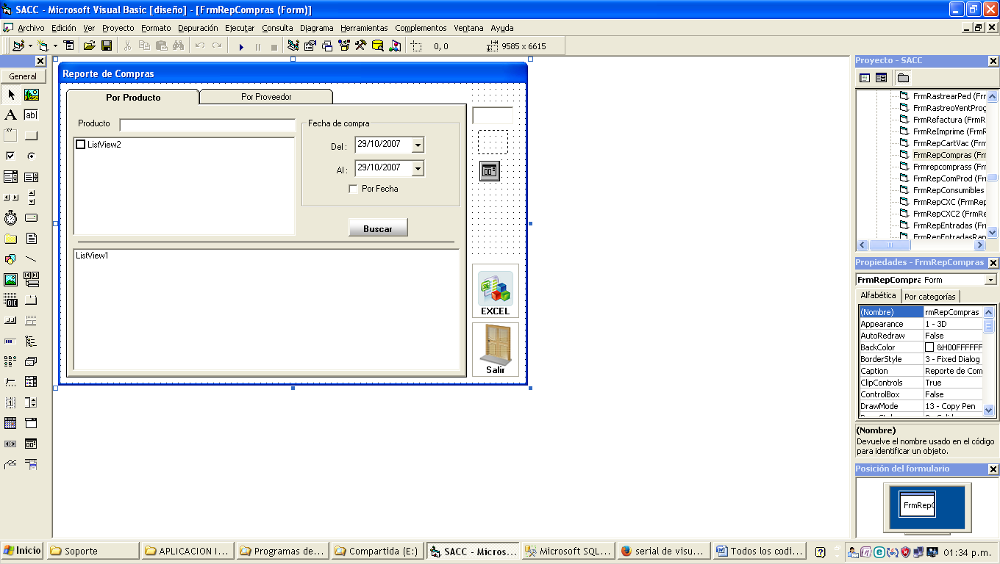 SACC - Microsoft Visual Basic [diseño] - [FrmRepCompras (Form)]
Archivo Edición Ver Proyecto Formato Depuración Ejecutar Consulta Diagrama Herramientas Complementos Ventana Ayuda
0, 0 9585 x 6615
General
A
ab|
xv
OLE
Reporte de Compras
Por Producto Por Proveedor
Producto
ListView2
Fecha de compra
Del : 29/10/2007
Al : 29/10/2007
Por Fecha
Buscar
ListView1
EXCEL
Salir
Proyecto - SACC
FrmRastrearPed (Fr
FrmRastreoVentProg
FrmRefactura (FrmR
FrmReImprime (FrmR
FrmRepCartVac (Frm
FrmRepCompras (Frm
Frmrepcomprass (Frm
FrmRepComProd (Frm
FrmRepConsumibles
FrmRepCXC (FrmRep
FrmRepCXC2 (FrmRep
FrmRepEntradas (Frm
FrmRepEntradasRap
Propiedades - FrmRepCompras
FrmRepCompra Form
Alfabética Por categorías
(Nombre) rmRepCompras
Appearance 1 - 3D
AutoRedraw False
BackColor &H00FFFFFF
BorderStyle 3 - Fixed Dialog
Caption Reporte de Com
ClipControls True
ControlBox False
DrawMode 13 - Copy Pen
(Nombre)
Devuelve el nombre usado en el código
para identificar un objeto.
Posición del formulario
FrmRepC
Inicio Soporte APLICACION I... Programas de... Compartida (E:) SACC - Micros... Microsoft SQL... serial de visu... Todos los codi... 01:34 p.m.